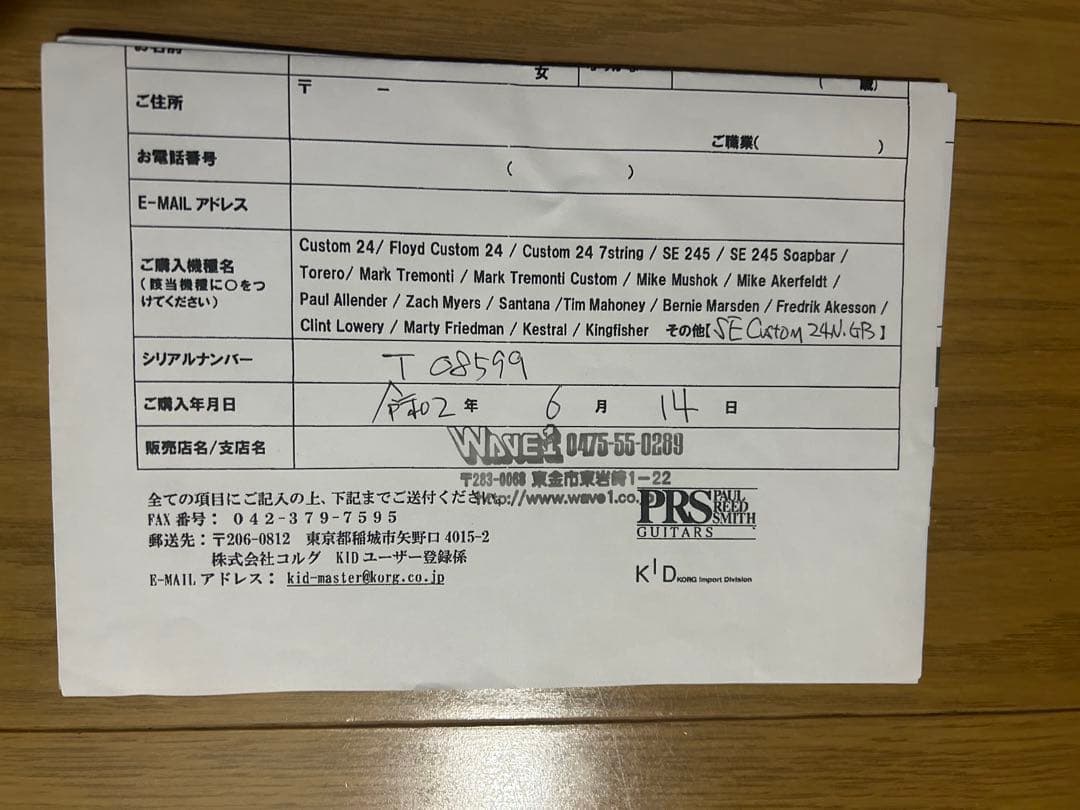 お名前
女
(歳)
ご住所
〒 −
ご職業( )
お電話番号
( )
E-MAIL アドレス
ご購入機種名
(該当機種に○をつ
けてください)
Custom 24/ Floyd Custom 24 / Custom 24 7string / SE 245 / SE 245 Soapbar /
Torero/ Mark Tremonti / Mark Tremonti Custom / Mike Mushok / Mike Akerfeldt /
Paul Allender / Zach Myers / Santana /Tim Mahoney / Bernie Marsden / Fredrik Akesson /
Clint Lowery / Marty Friedman / Kestral / Kingfisher その他【SE Custom 24N.GB】
シリアルナンバー
T 08599
ご購入年月日
令和2 年 6 月 14 日
販売店名/支店名
WAVE1 0475-55-0289
〒283-0068 東金市東岩崎1-22
http://www.wave1.co.
全ての項目にご記入の上、下記までご送付ください。
FAX 番号: 042-379-7595
郵送先:〒206-0812 東京都稲城市矢野口 4015-2
株式会社コルグ KID ユーザー登録係
E-MAIL アドレス: kid-master@korg.co.jp
PRS PAUL REED SMITH
GUITARS
KID KORG Import Division